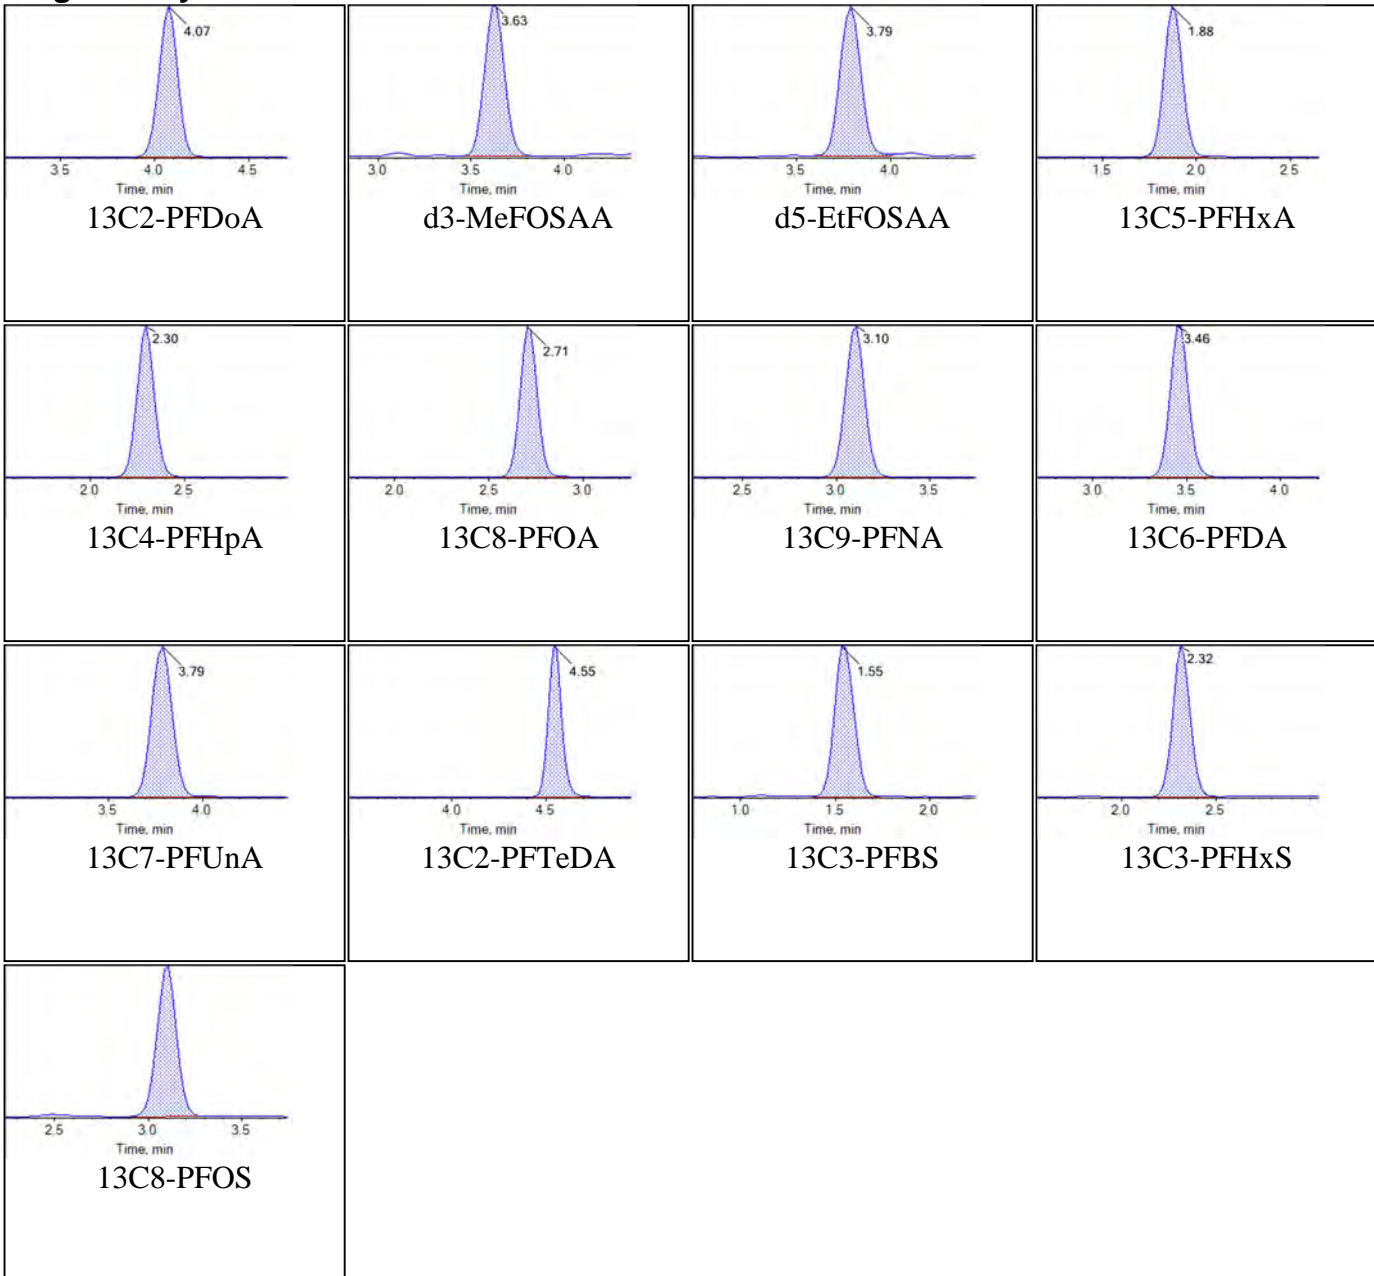 4.07
3.5 4.0 4.5
Time, min
13C2-PFDoA
3.63
3.0 3.5 4.0
Time, min
d3-MeFOSAA
3.79
3.5 4.0
Time, min
d5-EtFOSAA
1.88
1.5 2.0 2.5
Time, min
13C5-PFHxA
2.30
2.0 2.5
Time, min
13C4-PFHpA
2.71
2.0 2.5 3.0
Time, min
13C8-PFOA
3.10
2.5 3.0 3.5
Time, min
13C9-PFNA
3.46
3.0 3.5 4.0
Time, min
13C6-PFDA
3.79
3.5 4.0
Time, min
13C7-PFUnA
4.55
4.0 4.5
Time, min
13C2-PFTeDA
1.55
1.0 1.5 2.0
Time, min
13C3-PFBS
2.32
2.0 2.5
Time, min
13C3-PFHxS
2.5 3.0 3.5
Time, min
13C8-PFOS